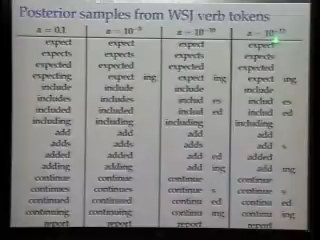 Posterior samples from WSJ verb tokens
α = 0.1 α = 10⁻⁵ α = 10⁻¹⁰ α = 10⁻¹⁵
expect expect expect expect
expects expects expects expects
expected expected expected expected
expecting expect ing expect ing expect ing
include include include include
includes includes includ es includ es
included included includ ed includ ed
including including including including
add add add add
adds adds adds add s
added added add ed added
adding adding add ing add ing
continue continue continue continue
continues continues continue s continue s
continued continued continu ed continu ed
continuing continuing continu ing continu ing
report report report report